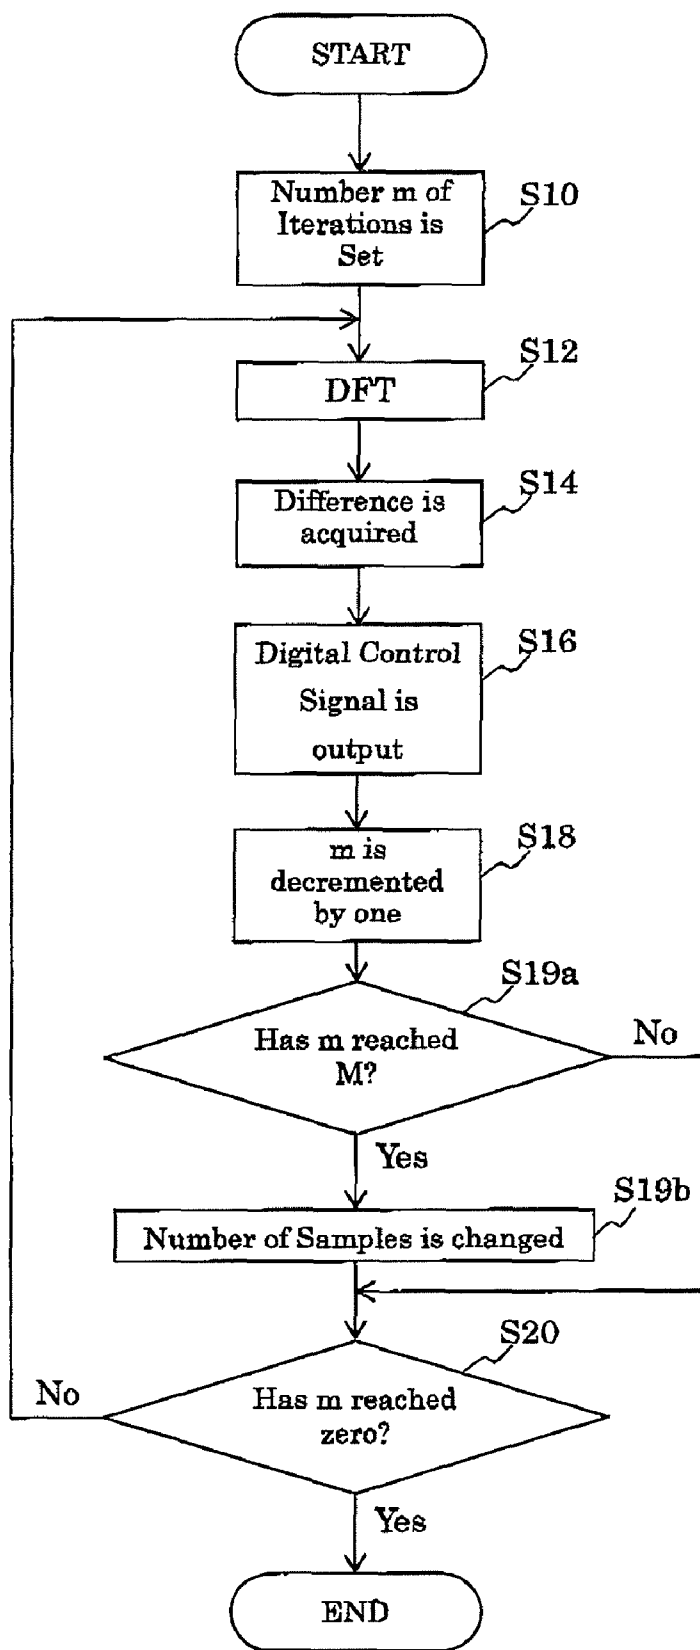 START
Number m of
Iterations is
Set
S10
DFT
S12
Difference is
acquired
S14
Digital Control
Signal is
output
S16
m is
decremented
by one
S18
Has m reached
M?
S19a
No
Yes
Number of Samples is changed
S19b
Has m reached
zero?
S20
No
Yes
END